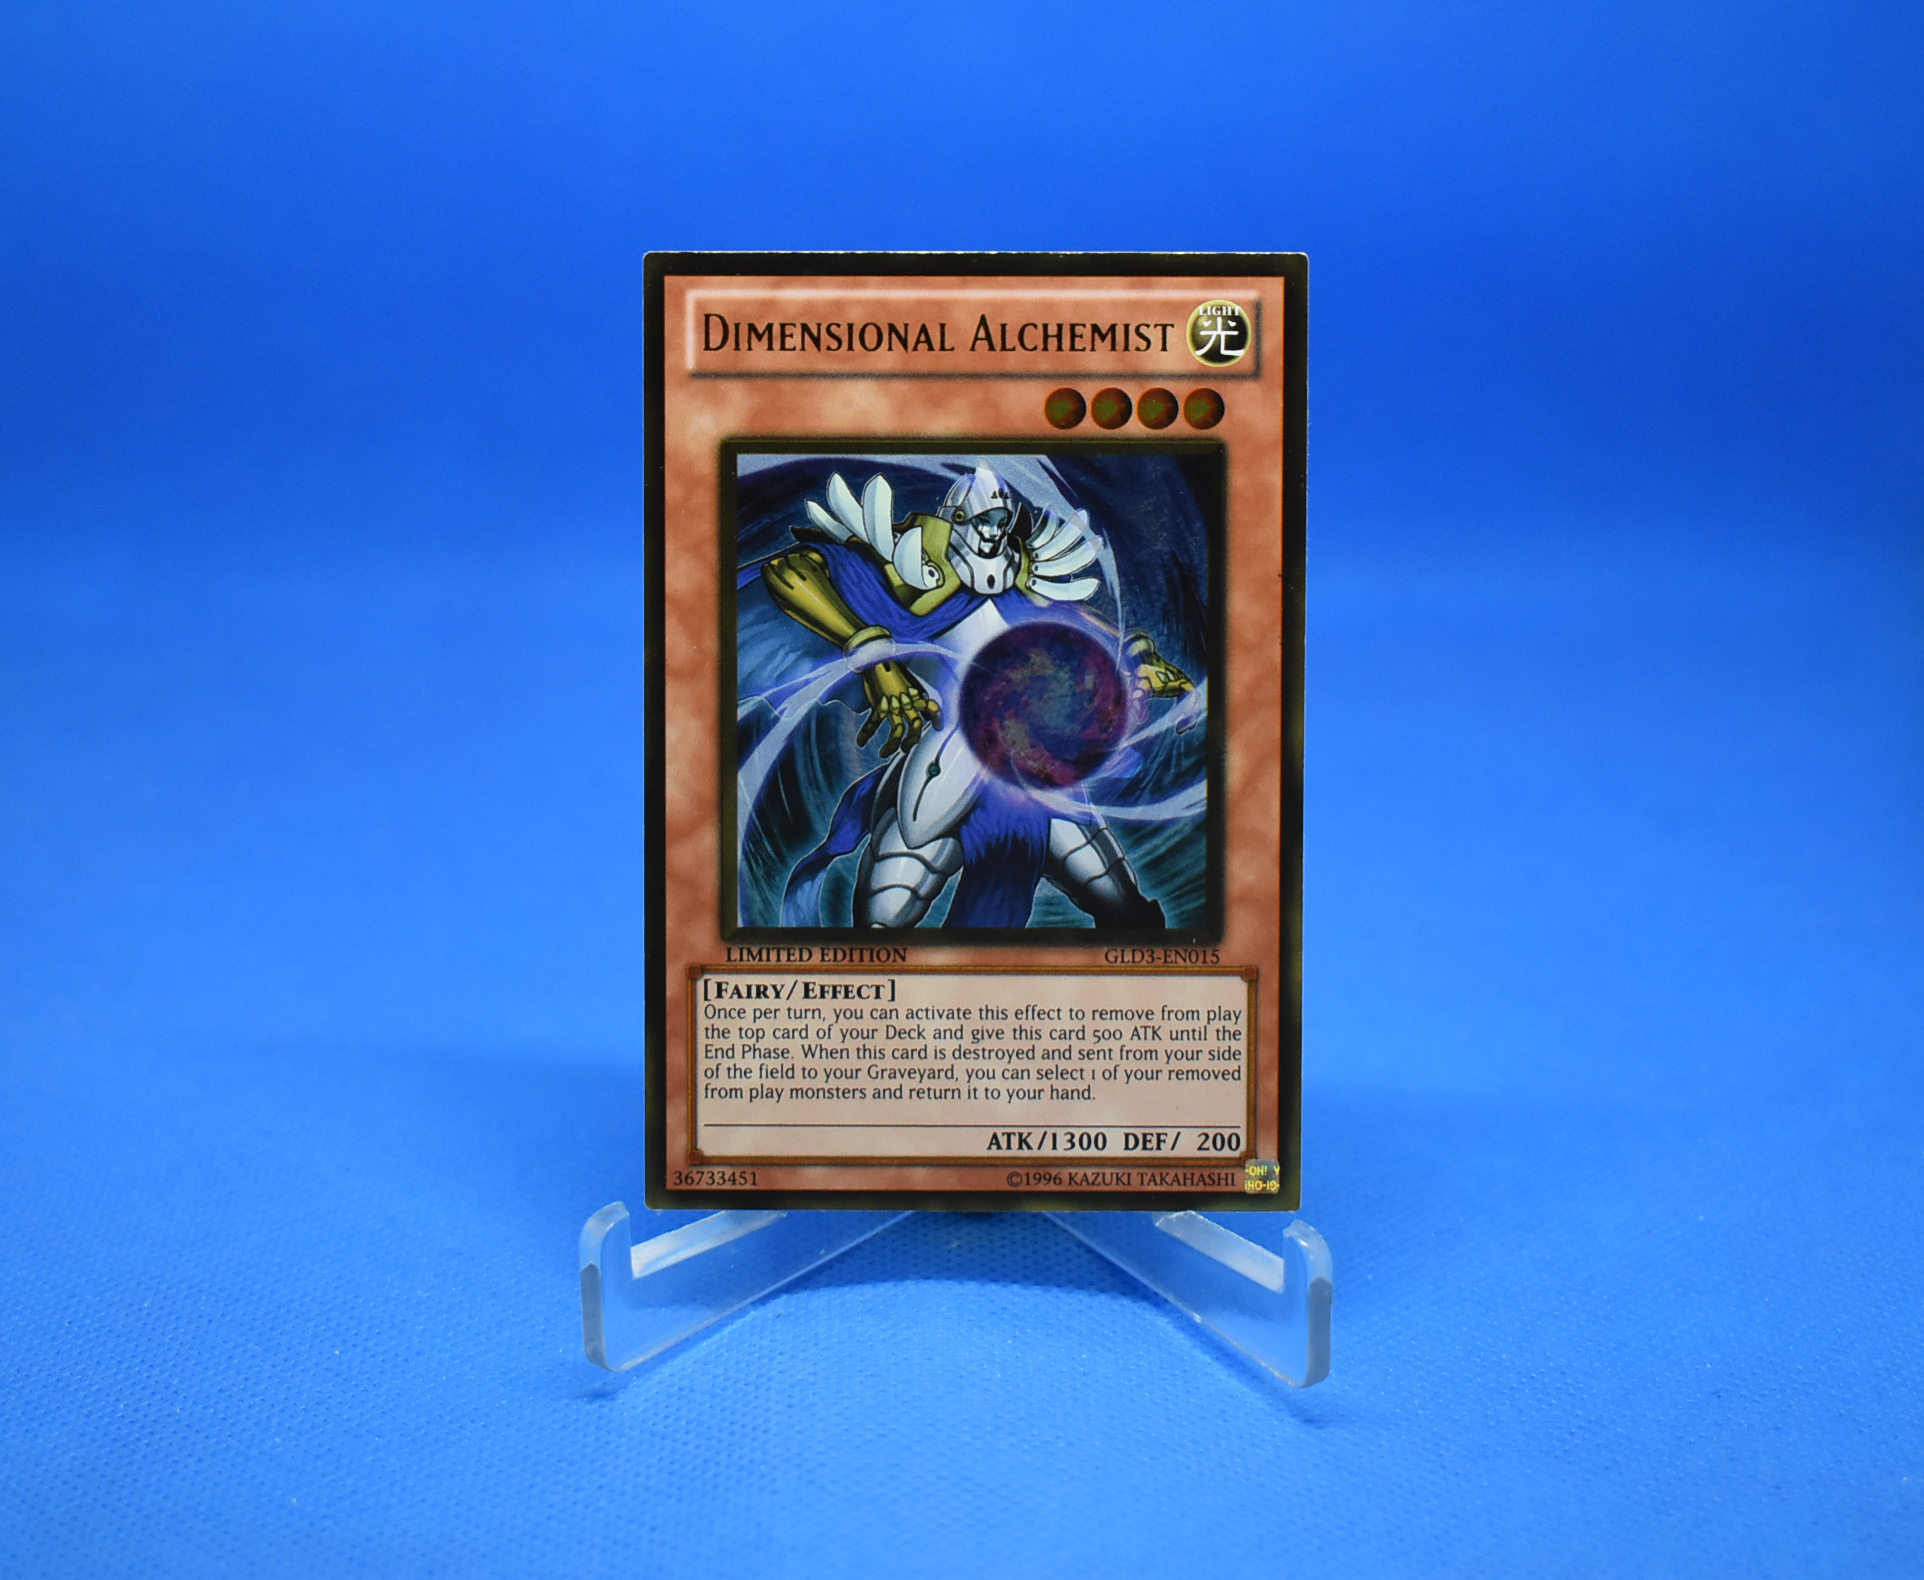 DIMENSIONAL ALCHEMIST
LIGHT
光
LIMITED EDITION
GLD3-EN015
[FAIRY/EFFECT]
Once per turn, you can activate this effect to remove from play
the top card of your Deck and give this card 500 ATK until the
End Phase. When this card is destroyed and sent from your side
of the field to your Graveyard, you can select 1 of your removed
from play monsters and return it to your hand.
ATK/1300 DEF/ 200
36733451
©1996 KAZUKI TAKAHASHI